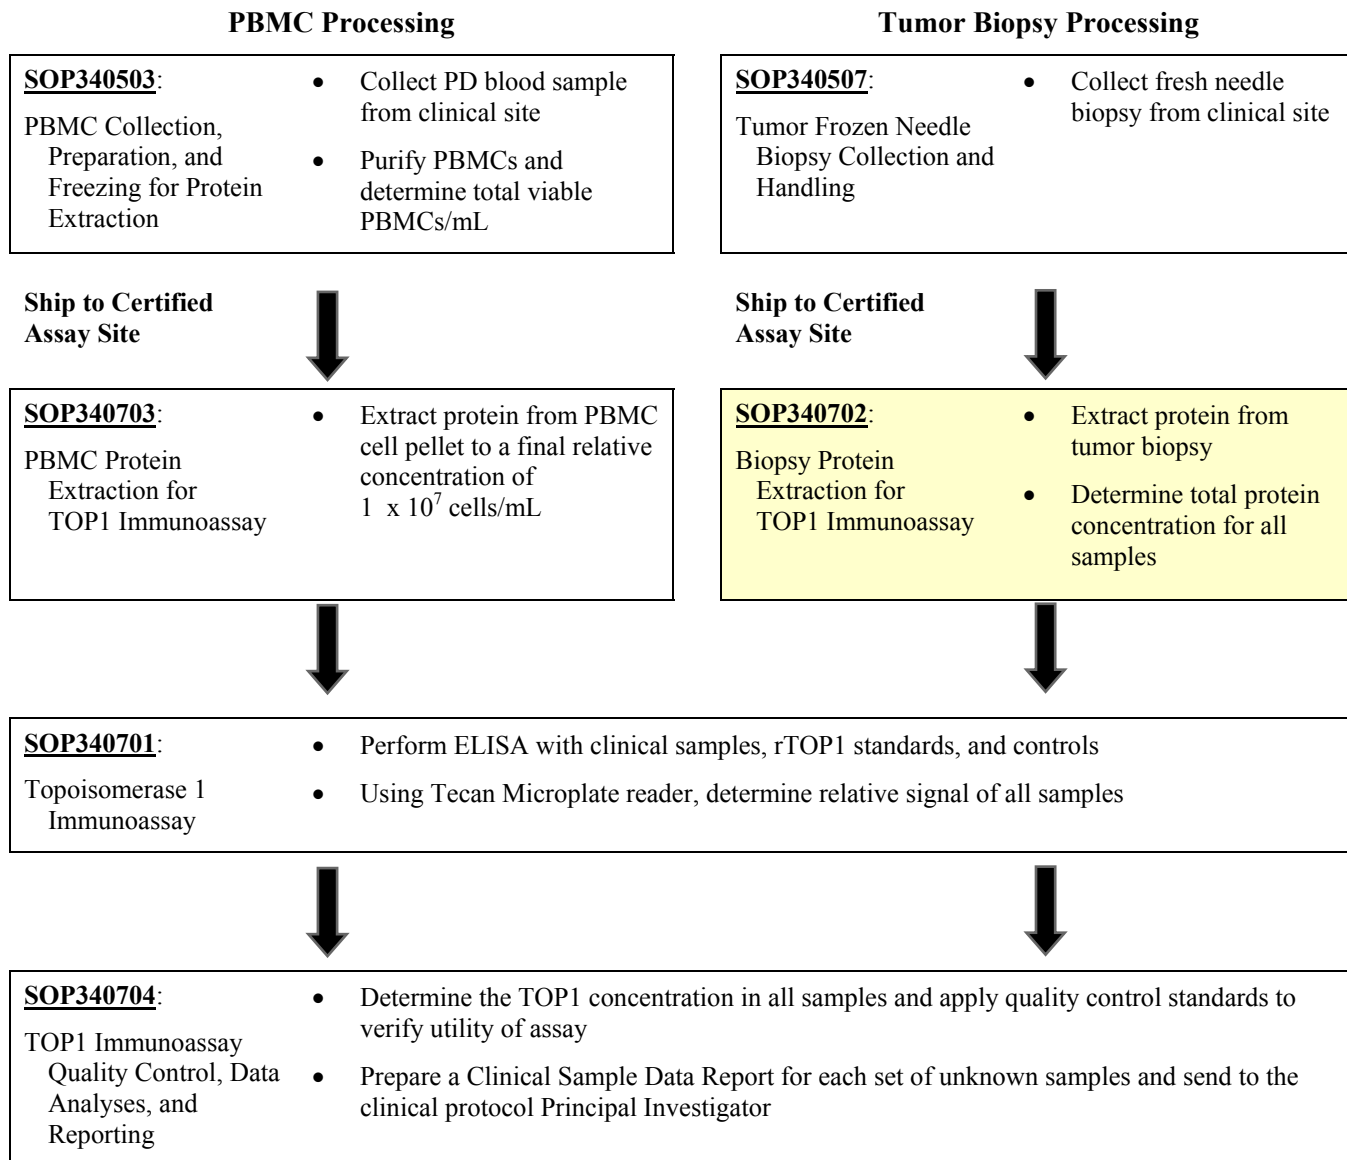 PBMC Processing
Tumor Biopsy Processing
SOP340503:
PBMC Collection,
Preparation, and
Freezing for Protein
Extraction
• Collect PD blood sample
from clinical site
• Purify PBMCs and
determine total viable
PBMCs/mL
SOP340507:
Tumor Frozen Needle
Biopsy Collection and
Handling
• Collect fresh needle
biopsy from clinical site
Ship to Certified
Assay Site
Ship to Certified
Assay Site
SOP340703:
PBMC Protein
Extraction for
TOP1 Immunoassay
• Extract protein from PBMC
cell pellet to a final relative
concentration of
1 x 10⁷ cells/mL
SOP340702:
Biopsy Protein
Extraction for
TOP1 Immunoassay
• Extract protein from
tumor biopsy
• Determine total protein
concentration for all
samples
SOP340701:
Topoisomerase 1
Immunoassay
• Perform ELISA with clinical samples, rTOP1 standards, and controls
• Using Tecan Microplate reader, determine relative signal of all samples
SOP340704:
TOP1 Immunoassay
Quality Control, Data
Analyses, and
Reporting
• Determine the TOP1 concentration in all samples and apply quality control standards to
verify utility of assay
• Prepare a Clinical Sample Data Report for each set of unknown samples and send to the
clinical protocol Principal Investigator